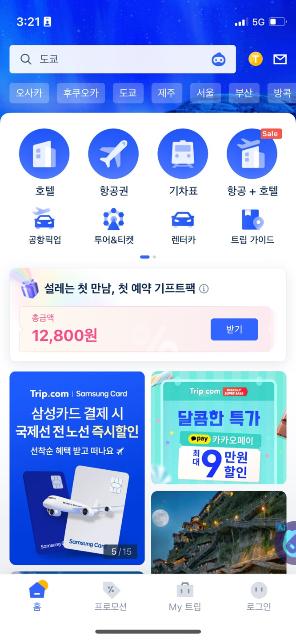 3:21
5G
도쿄
T
오사카
후쿠오카
도쿄
제주
서울
부산
방콕
Sale
호텔
항공권
기차표
항공 + 호텔
공항픽업
투어&티켓
렌터카
트립 가이드
설레는 첫 만남, 첫 예약 기프트팩
총금액
12,800원
받기
Trip.com | Samsung Card
삼성카드 결제 시
국제선 전 노선 즉시할인
선착순 혜택 받고 떠나요
5 / 15
Trip.com
달콤한 특가
pay 카카오페이
최대 9만원 할인
홈
프로모션
My 트립
로그인